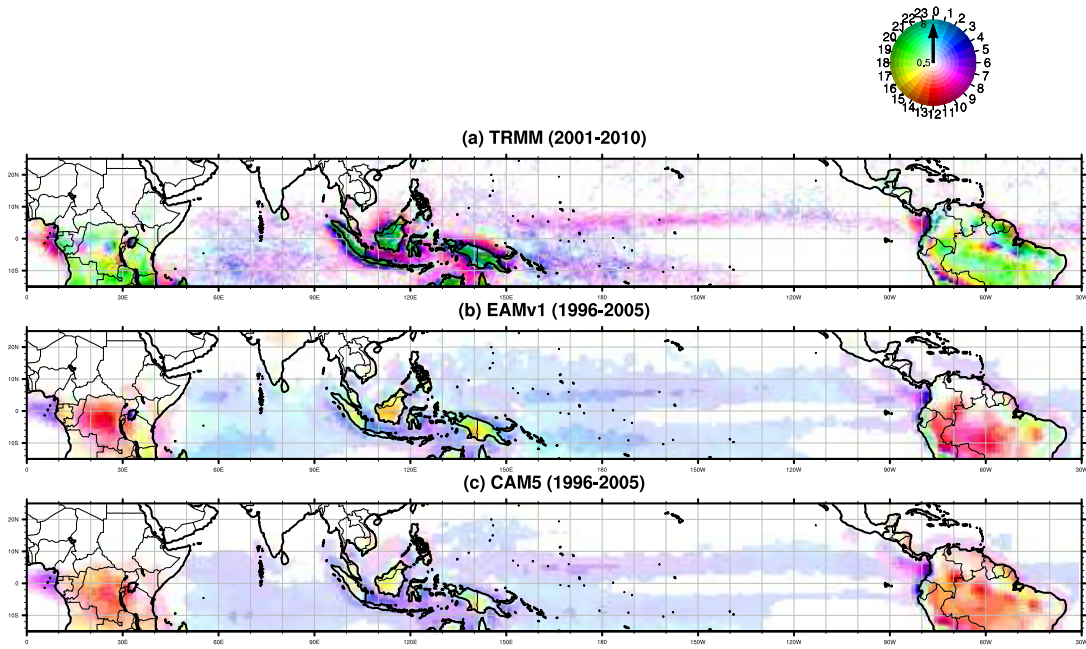 23 0 1
22 2
21 8 3
20 4
19 5
18 0.5 6
17 7
16 8
15 9
14 10
13 12 11
(a) TRMM (2001-2010)
20N
10N
0
10S
0 30E 60E 90E 120E 150E 180 150W 120W 90W 60W 30W
(b) EAMv1 (1996-2005)
20N
10N
0
10S
0 30E 60E 90E 120E 150E 180 150W 120W 90W 60W 30W
(c) CAM5 (1996-2005)
20N
10N
0
10S
0 30E 60E 90E 120E 150E 180 150W 120W 90W 60W 30W